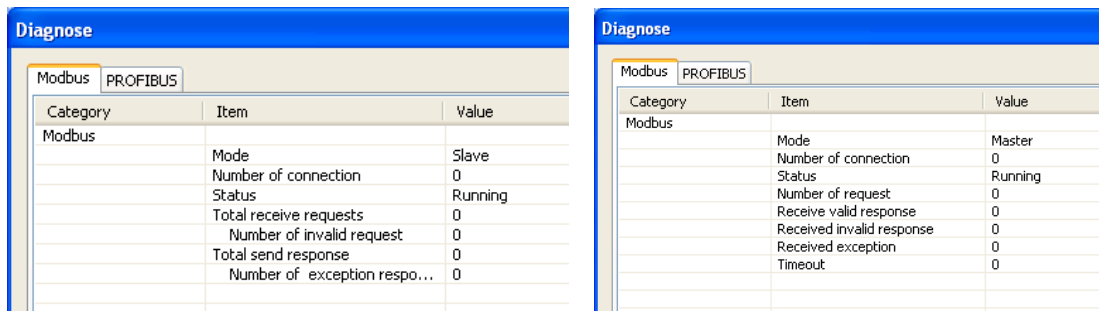 Diagnose
Modbus PROFIBUS
Category Item Value
Modbus
Mode Slave
Number of connection 0
Status Running
Total receive requests 0
Number of invalid request 0
Total send response 0
Number of exception respo... 0
Diagnose
Modbus PROFIBUS
Category Item Value
Modbus
Mode Master
Number of connection 0
Status Running
Number of request 0
Receive valid response 0
Received invalid response 0
Received exception 0
Timeout 0